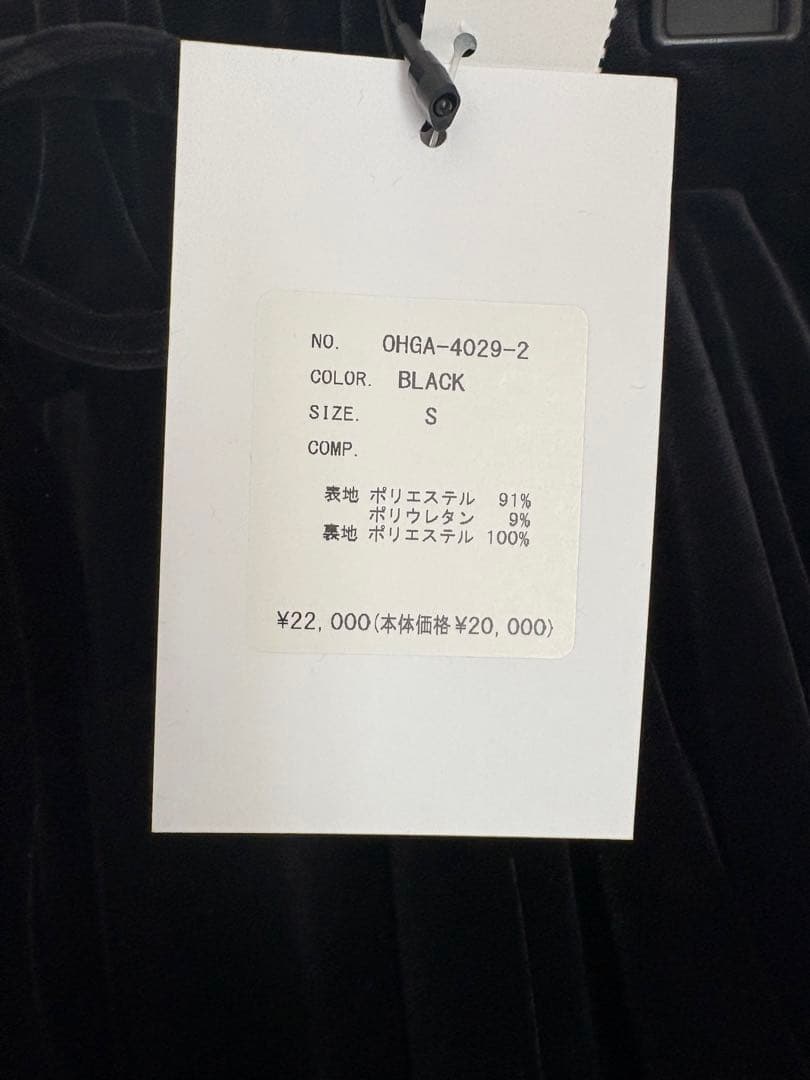 NO. OHGA-4029-2
COLOR. BLACK
SIZE. S
COMP.
表地 ポリエステル 91%
ポリウレタン 9%
裏地 ポリエステル 100%
¥22,000(本体価格¥20,000)